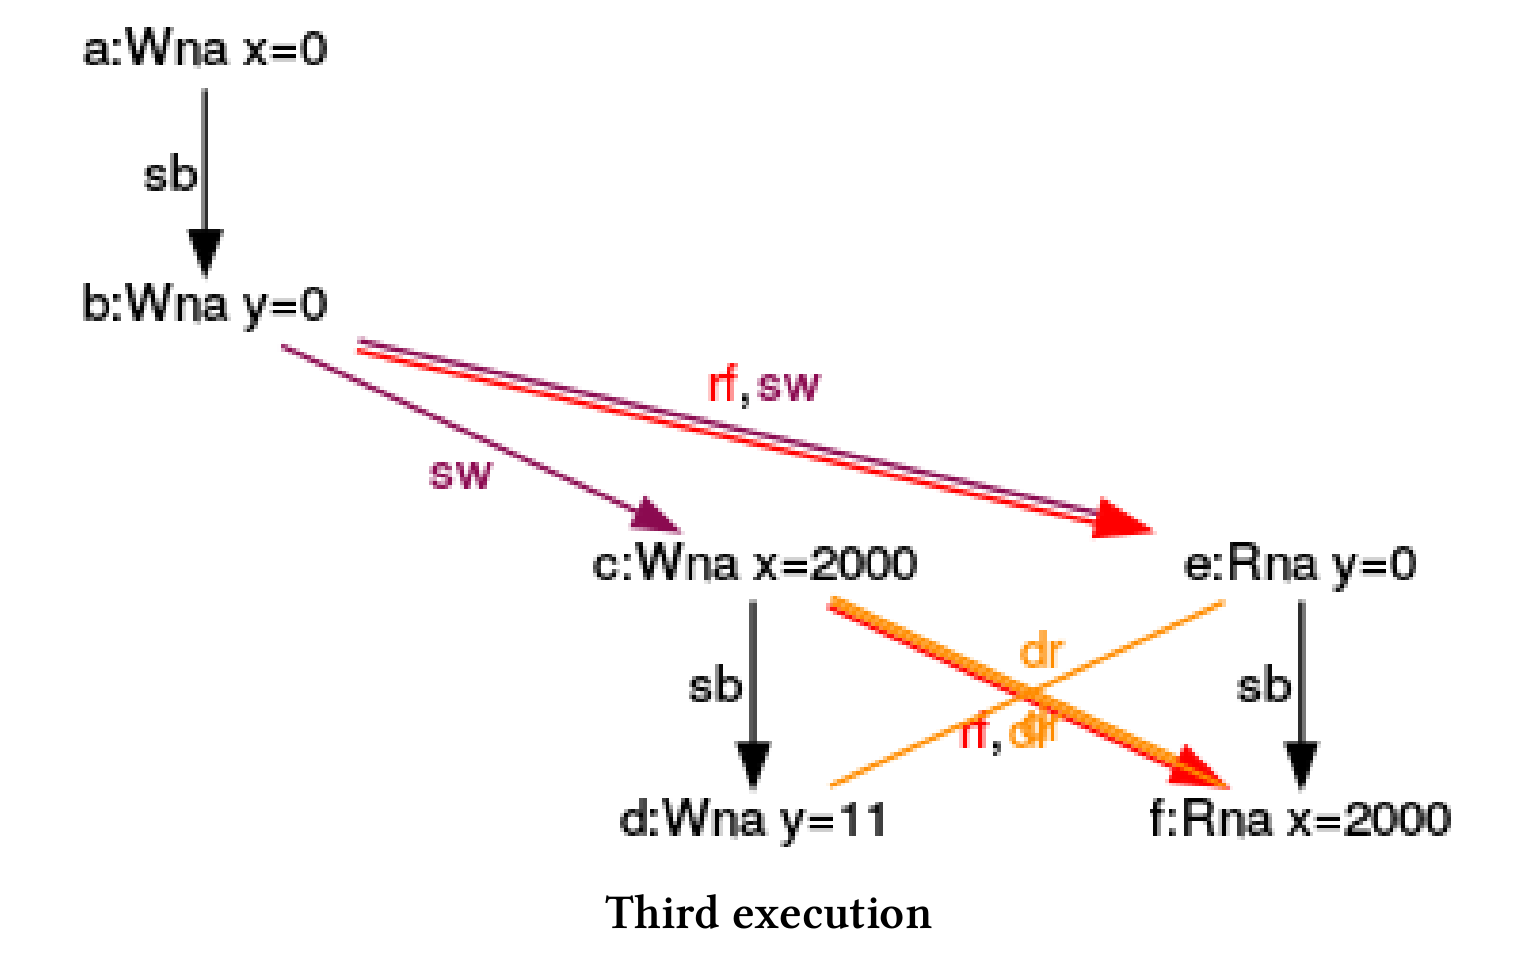 a:Wna x=0
sb
b:Wna y=0
rf,sw
sw
c:Wna x=2000 e:Rna y=0
dr
sb sb
rf,dr
d:Wna y=11 f:Rna x=2000
Third execution